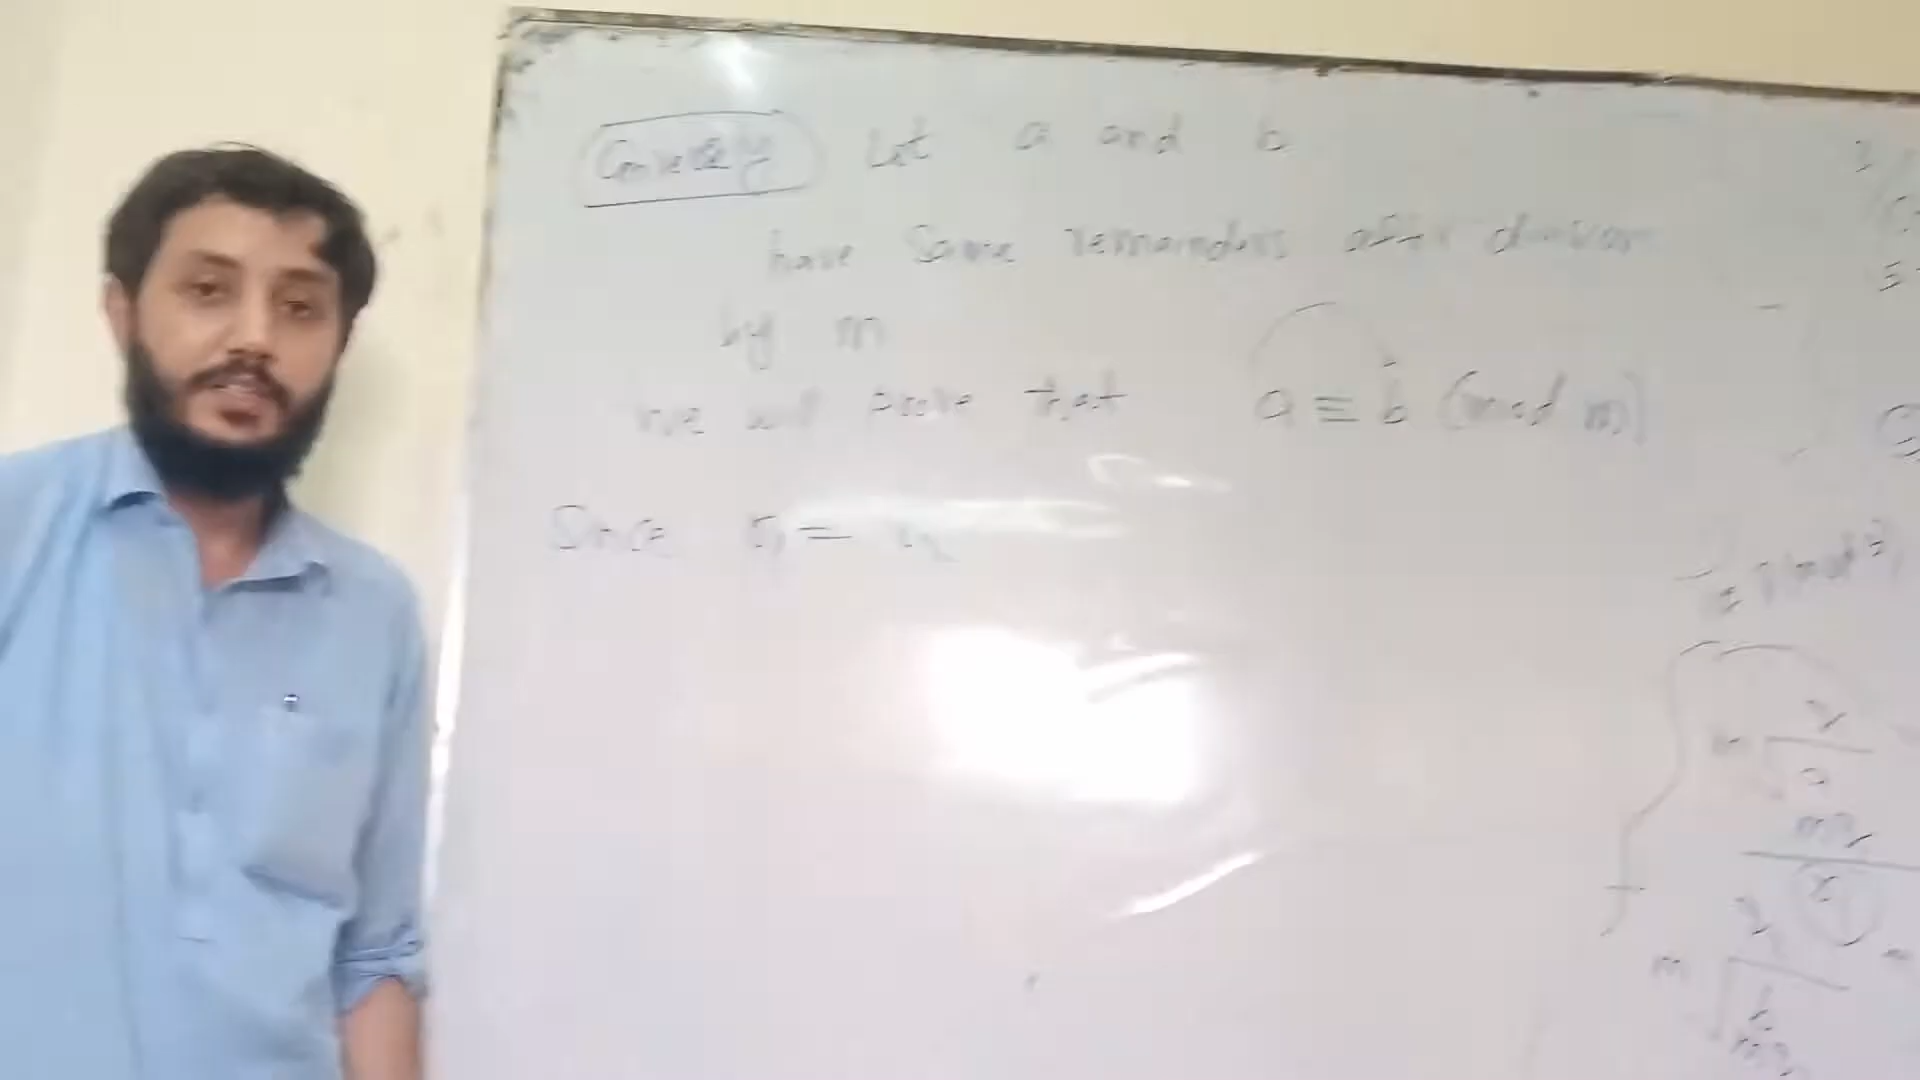 Conversely Let a and b
have same remainders after division
by m
we will prove that a ≡ b (mod m)
Since r₁ = r₂
m
a
m
b